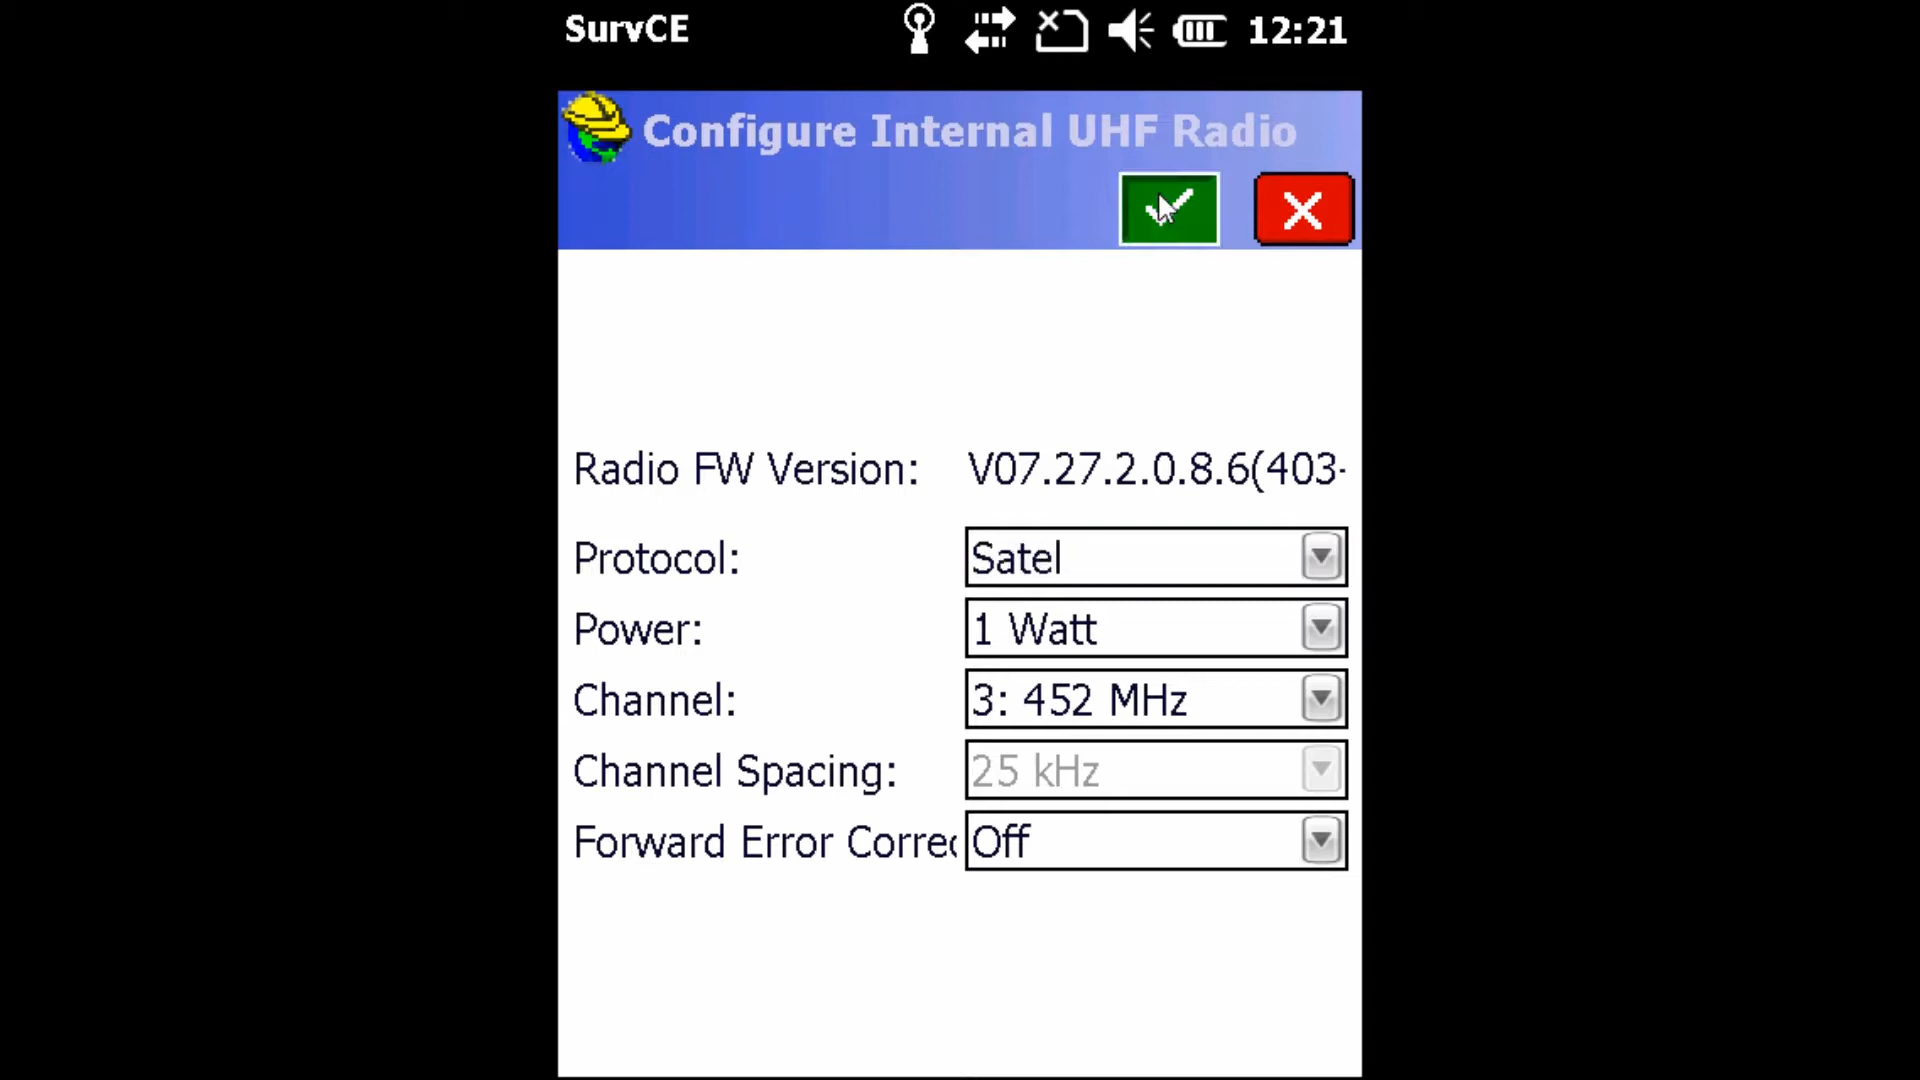 SurvCE 12:21
Configure Internal UHF Radio
Radio FW Version: V07.27.2.0.8.6(403-
Protocol: Satel
Power: 1 Watt
Channel: 3: 452 MHz
Channel Spacing: 25 kHz
Forward Error Correc Off